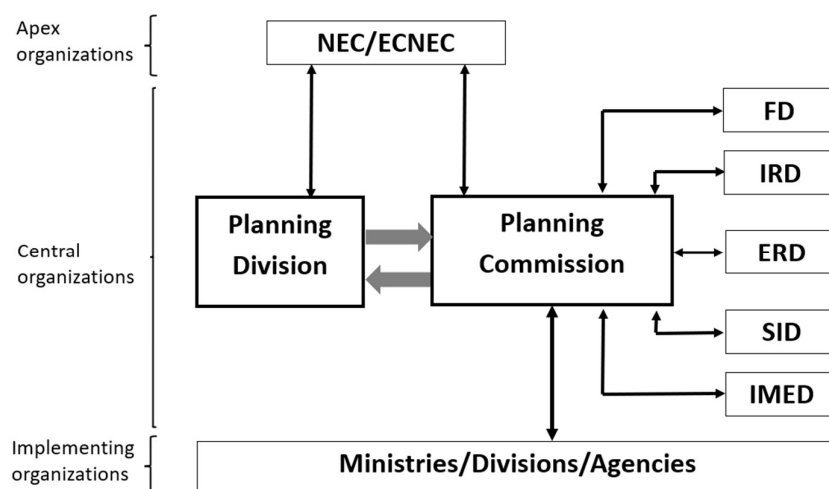 Apex
organizations
NEC/ECNEC
FD
IRD
Planning
Division
Planning
Commission
Central
organizations
ERD
SID
IMED
Implementing
organizations
Ministries/Divisions/Agencies